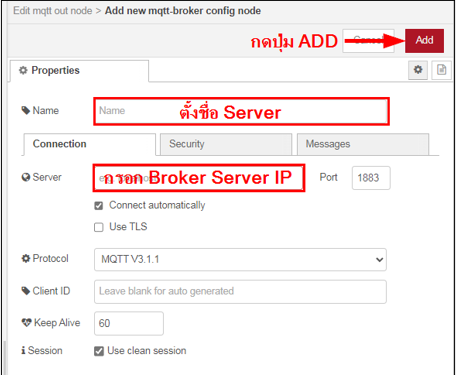 Edit mqtt out node > Add new mqtt-broker config node
กดปุ่ม ADD
Cancel
Add
Properties
Name
Name
ตั้งชื่อ Server
Connection
Security
Messages
Server
กรอก Broker Server IP
Port
1883
Connect automatically
Use TLS
Protocol
MQTT V3.1.1
Client ID
Leave blank for auto generated
Keep Alive
60
Session
Use clean session